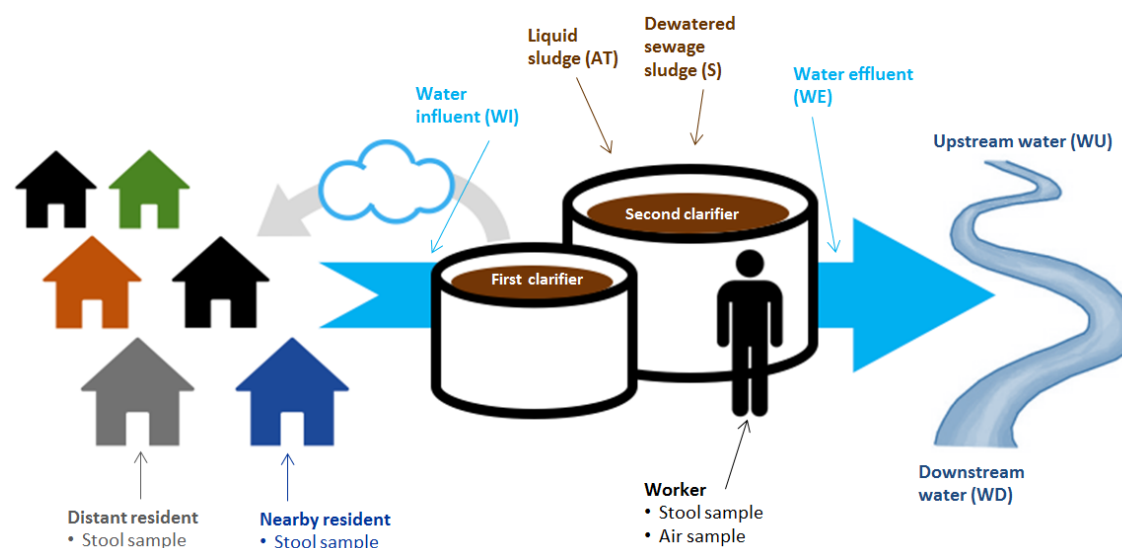 Liquid
sludge (AT)
Dewatered
sewage
sludge (S)
Water
influent (WI)
Water effluent
(WE)
Upstream water (WU)
Second clarifier
First clarifier
Downstream
water (WD)
Distant resident
• Stool sample
Nearby resident
• Stool sample
Worker
• Stool sample
• Air sample